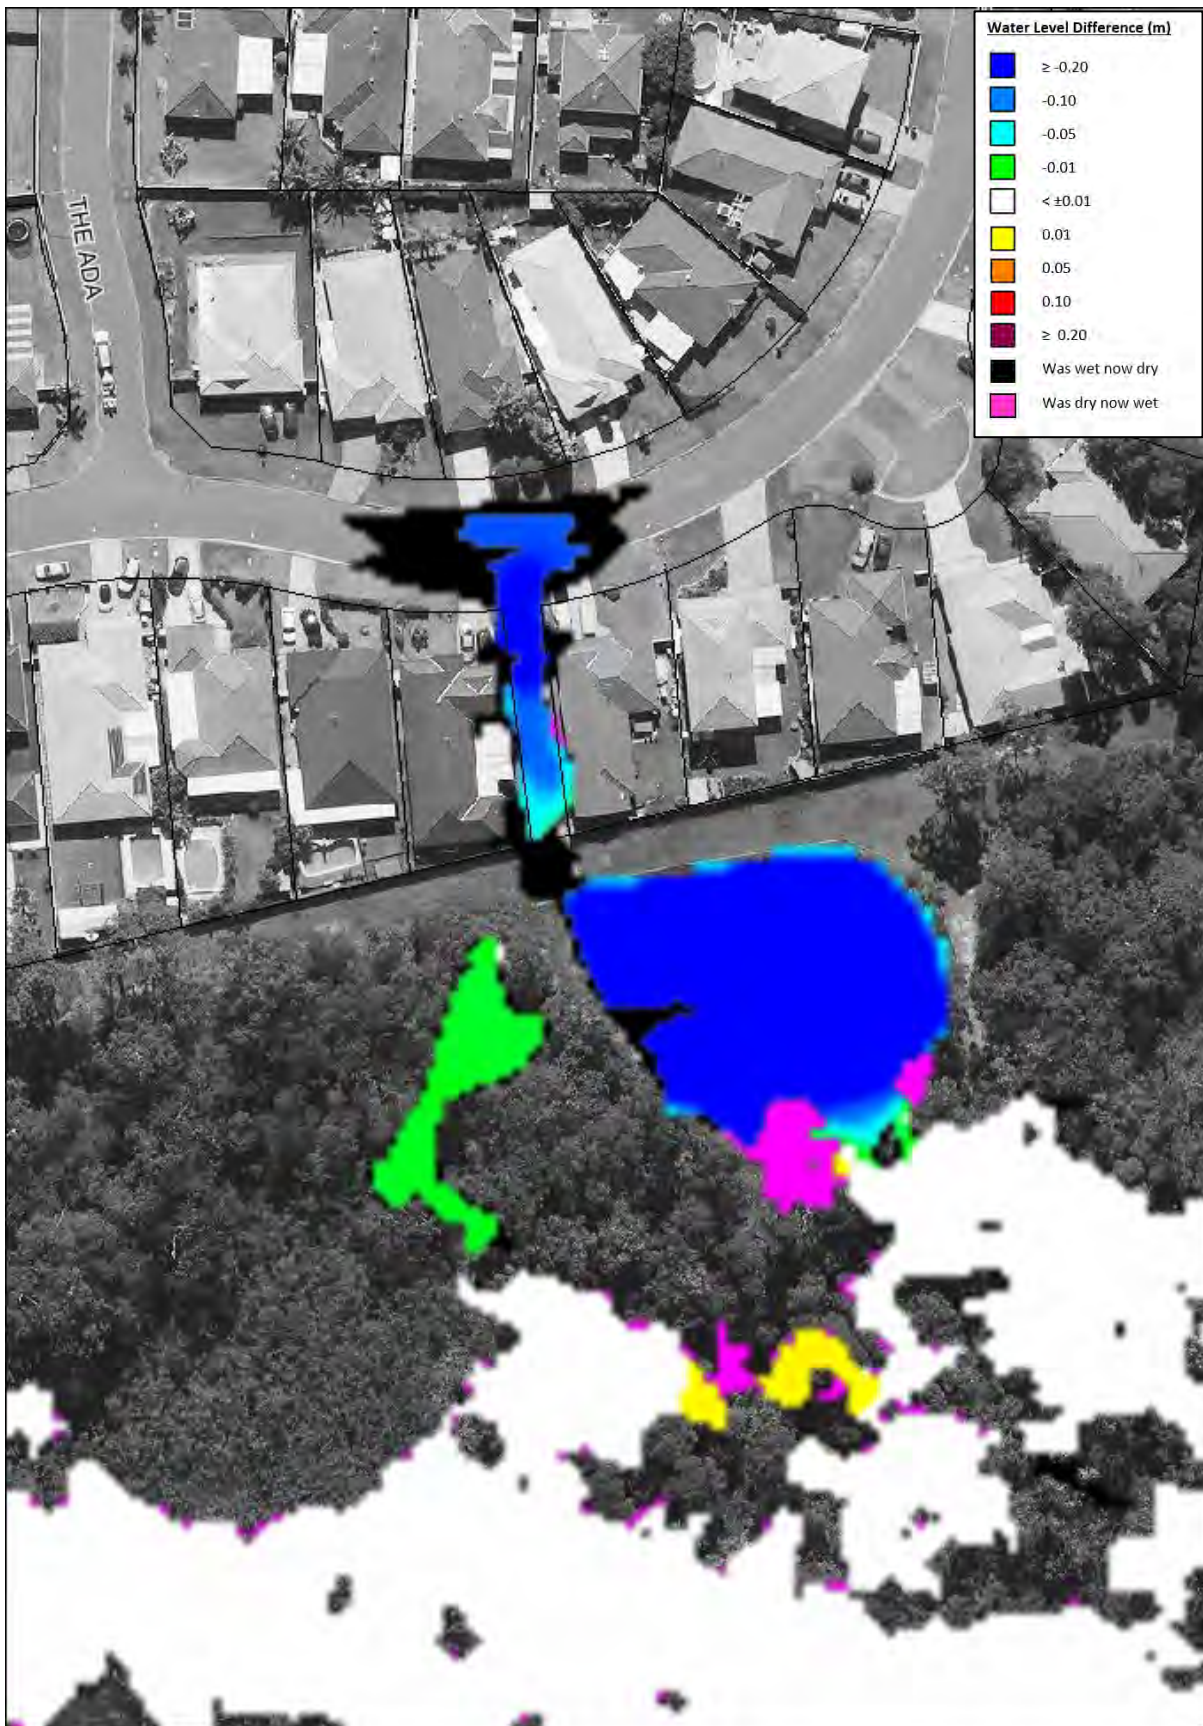 Water Level Difference (m)
≥ -0.20
-0.10
-0.05
-0.01
< ±0.01
0.01
0.05
0.10
≥ 0.20
Was wet now dry
Was dry now wet
THE ADA